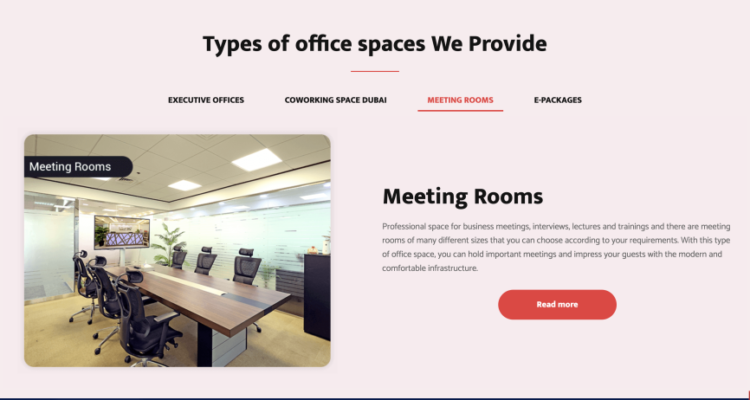 Types of office spaces We Provide
EXECUTIVE OFFICES COWORKING SPACE DUBAI MEETING ROOMS E-PACKAGES
Meeting Rooms
Meeting Rooms
Professional space for business meetings, interviews, lectures and trainings and there are meeting
rooms of many different sizes that you can choose according to your requirements. With this type
of office space, you can hold important meetings and impress your guests with the modern and
comfortable infrastructure.
Read more